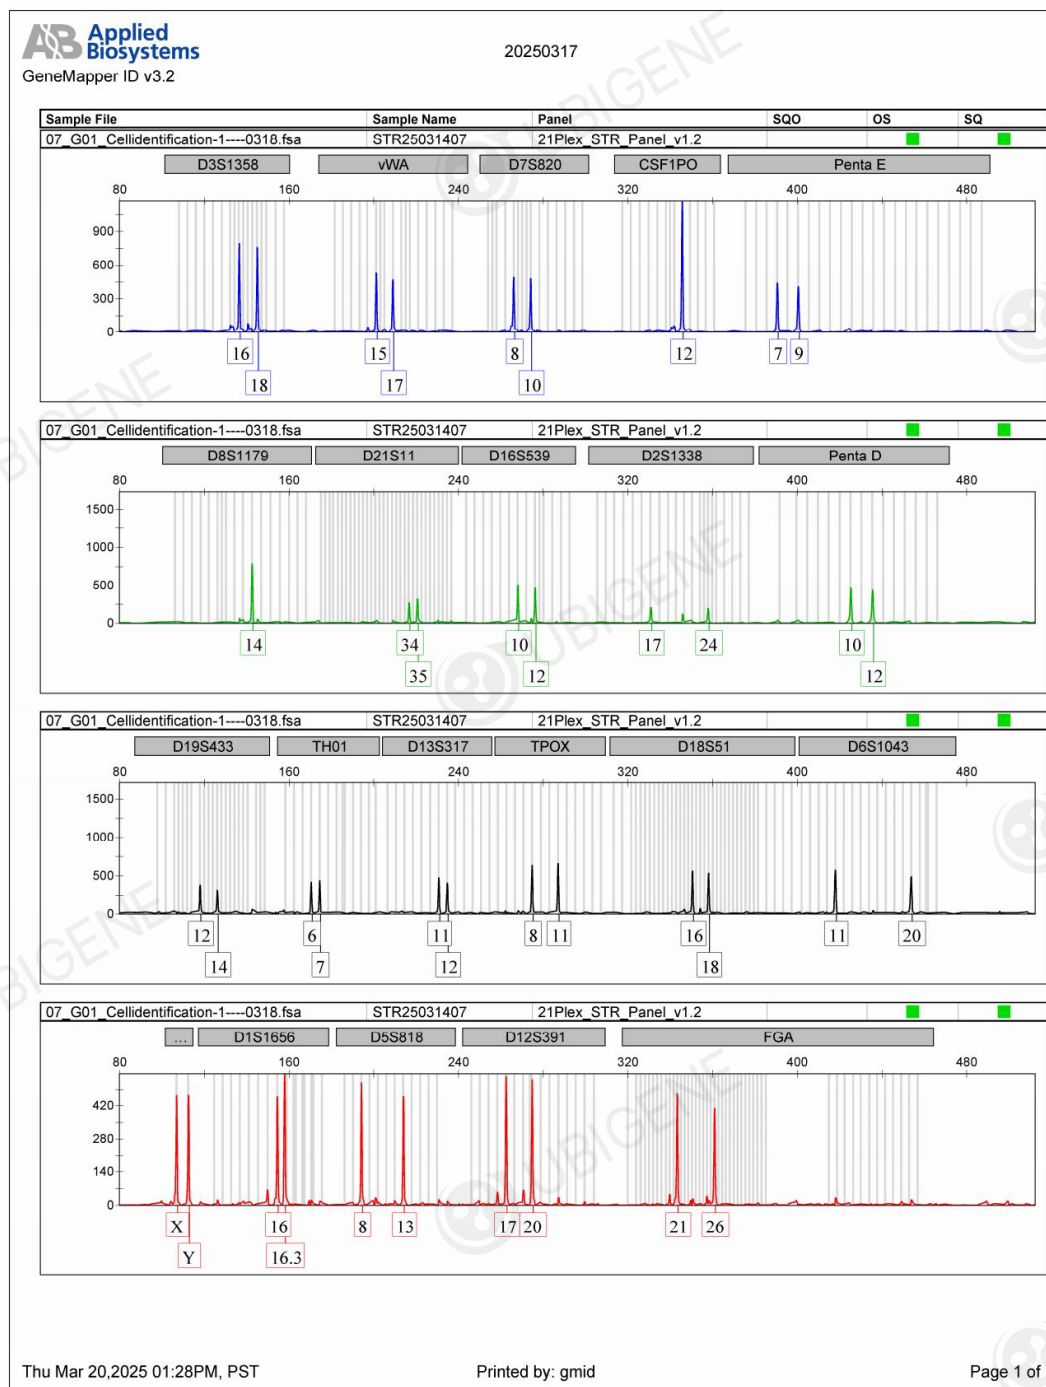 AB Applied Biosystems
GeneMapper ID v3.2
20250317
Sample File Sample Name Panel SQO OS SQ
07_G01_Cellidentification-1----0318.fsa STR25031407 21Plex_STR_Panel_v1.2
D3S1358 vWA D7S820 CSF1PO Penta E
80 160 240 320 400 480
900
600
300
0
16 15 8 12 7 9
18 17 10
07_G01_Cellidentification-1----0318.fsa STR25031407 21Plex_STR_Panel_v1.2
D8S1179 D21S11 D16S539 D2S1338 Penta D
80 160 240 320 400 480
1500
1000
500
0
14 34 10 17 24 10
35 12 12
07_G01_Cellidentification-1----0318.fsa STR25031407 21Plex_STR_Panel_v1.2
D19S433 TH01 D13S317 TPOX D18S51 D6S1043
80 160 240 320 400 480
1500
1000
500
0
12 6 11 8 11 16 11 20
14 7 12 18
07_G01_Cellidentification-1----0318.fsa STR25031407 21Plex_STR_Panel_v1.2
... D1S1656 D5S818 D12S391 FGA
80 160 240 320 400 480
420
280
140
0
X 16 8 13 17 20 21 26
Y 16.3
Thu Mar 20,2025 01:28PM, PST Printed by: gmid Page 1 of
UBIGENE
UBIGENE
UBIGENE
UBIGENE
UBIGENE